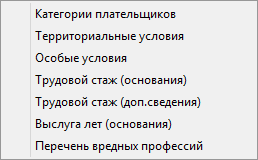 Категории плательщиков
Территориальные условия
Особые условия
Трудовой стаж (основания)
Трудовой стаж (доп.сведения)
Выслуга лет (основания)
Перечень вредных профессий